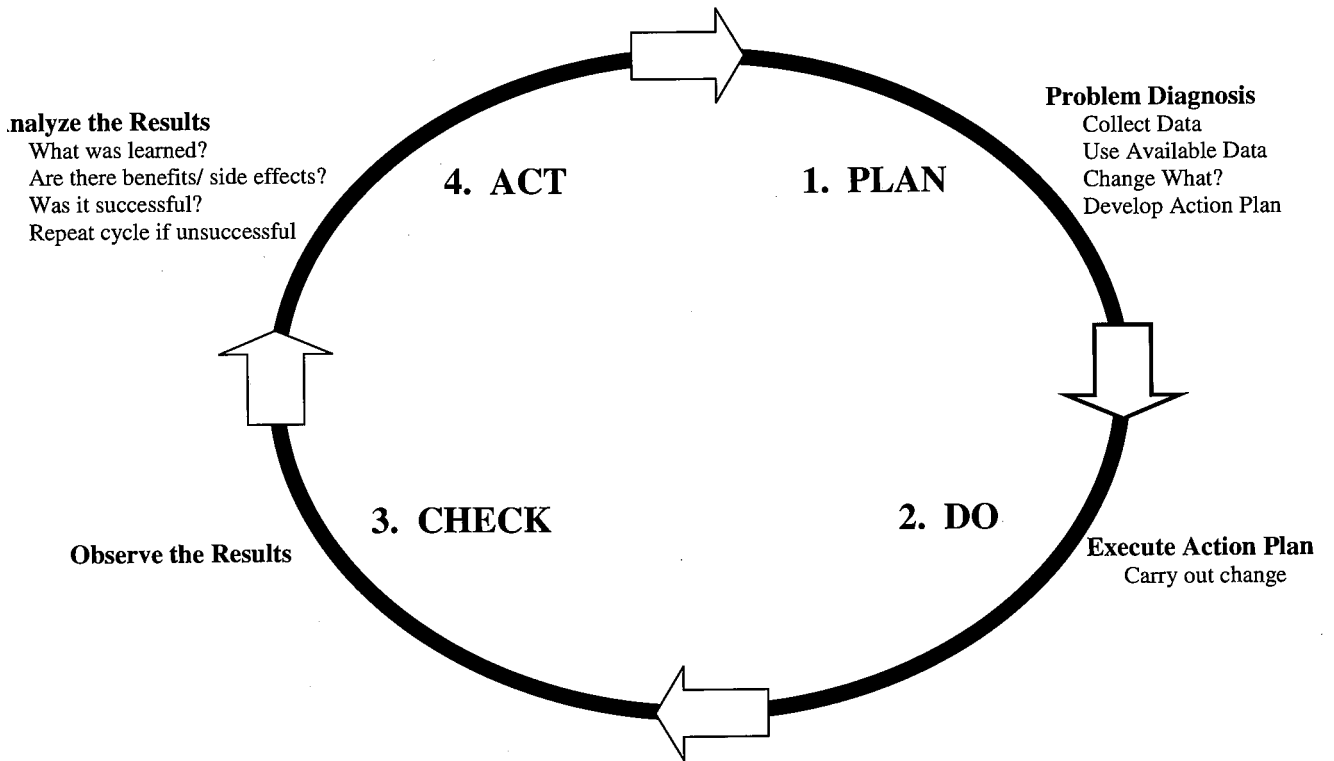 Problem Diagnosis
Collect Data
Use Available Data
Change What?
Develop Action Plan
1. PLAN
2. DO
Execute Action Plan
Carry out change
3. CHECK
Observe the Results
4. ACT
nalyze the Results
What was learned?
Are there benefits/ side effects?
Was it successful?
Repeat cycle if unsuccessful